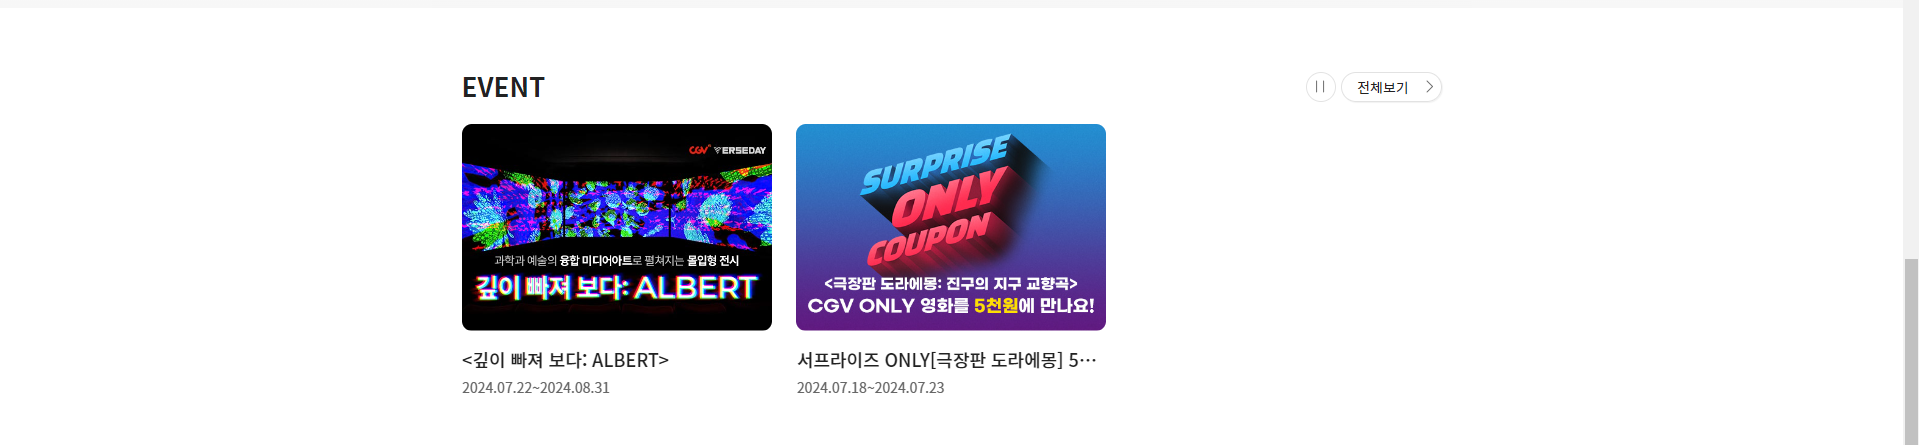 EVENT
전체보기
CGV VERSEDAY
과학과 예술의 융합 미디어아트로 펼쳐지는 몰입형 전시
깊이 빠져 보다: ALBERT
SURPRISE
ONLY
COUPON
<극장판 도라에몽: 진구의 지구 교향곡>
CGV ONLY 영화를 5천원에 만나요!
<깊이 빠져 보다: ALBERT>
2024.07.22~2024.08.31
서프라이즈 ONLY[극장판 도라에몽] 5···
2024.07.18~2024.07.23